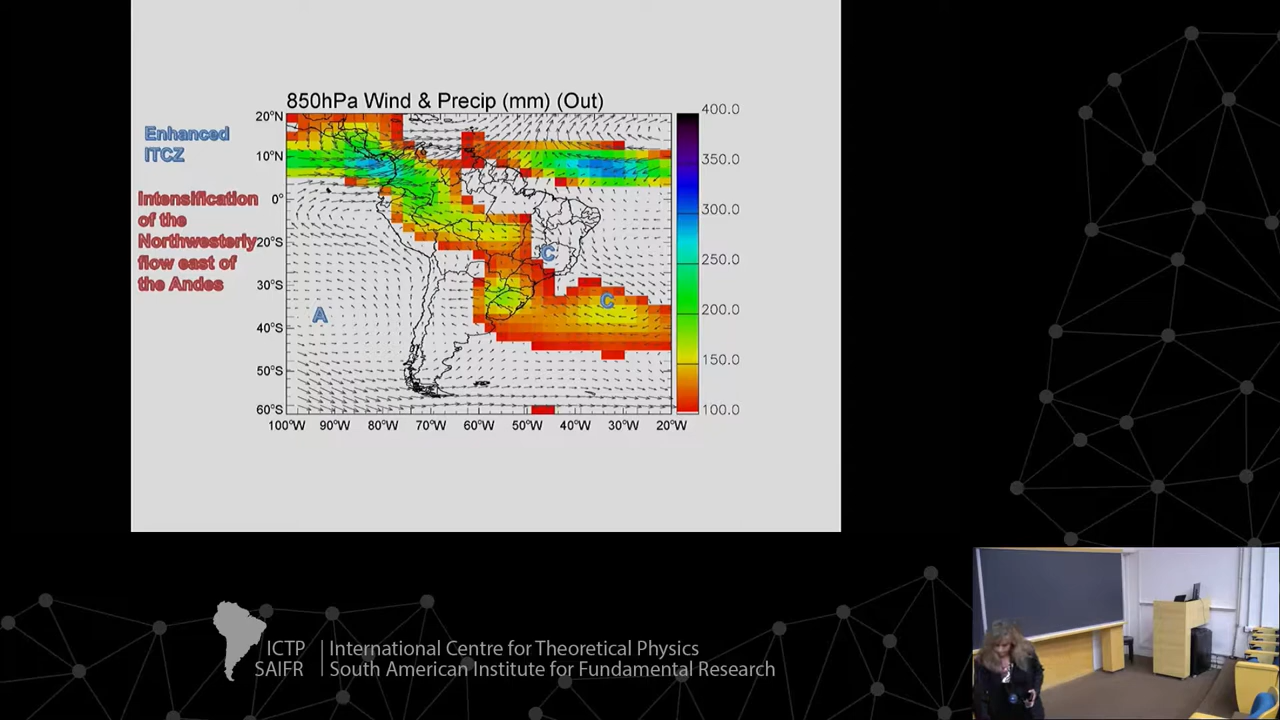 850hPa Wind & Precip (mm) (Out)
Enhanced
ITCZ
Intensification
of the
Northwesterly
flow east of
the Andes
20°N
10°N
0°
10°S
20°S
30°S
40°S
50°S
60°S
100°W 90°W 80°W 70°W 60°W 50°W 40°W 30°W 20°W
A
C
C
400.0
350.0
300.0
250.0
200.0
150.0
100.0
ICTP
SAIFR
International Centre for Theoretical Physics
South American Institute for Fundamental Research